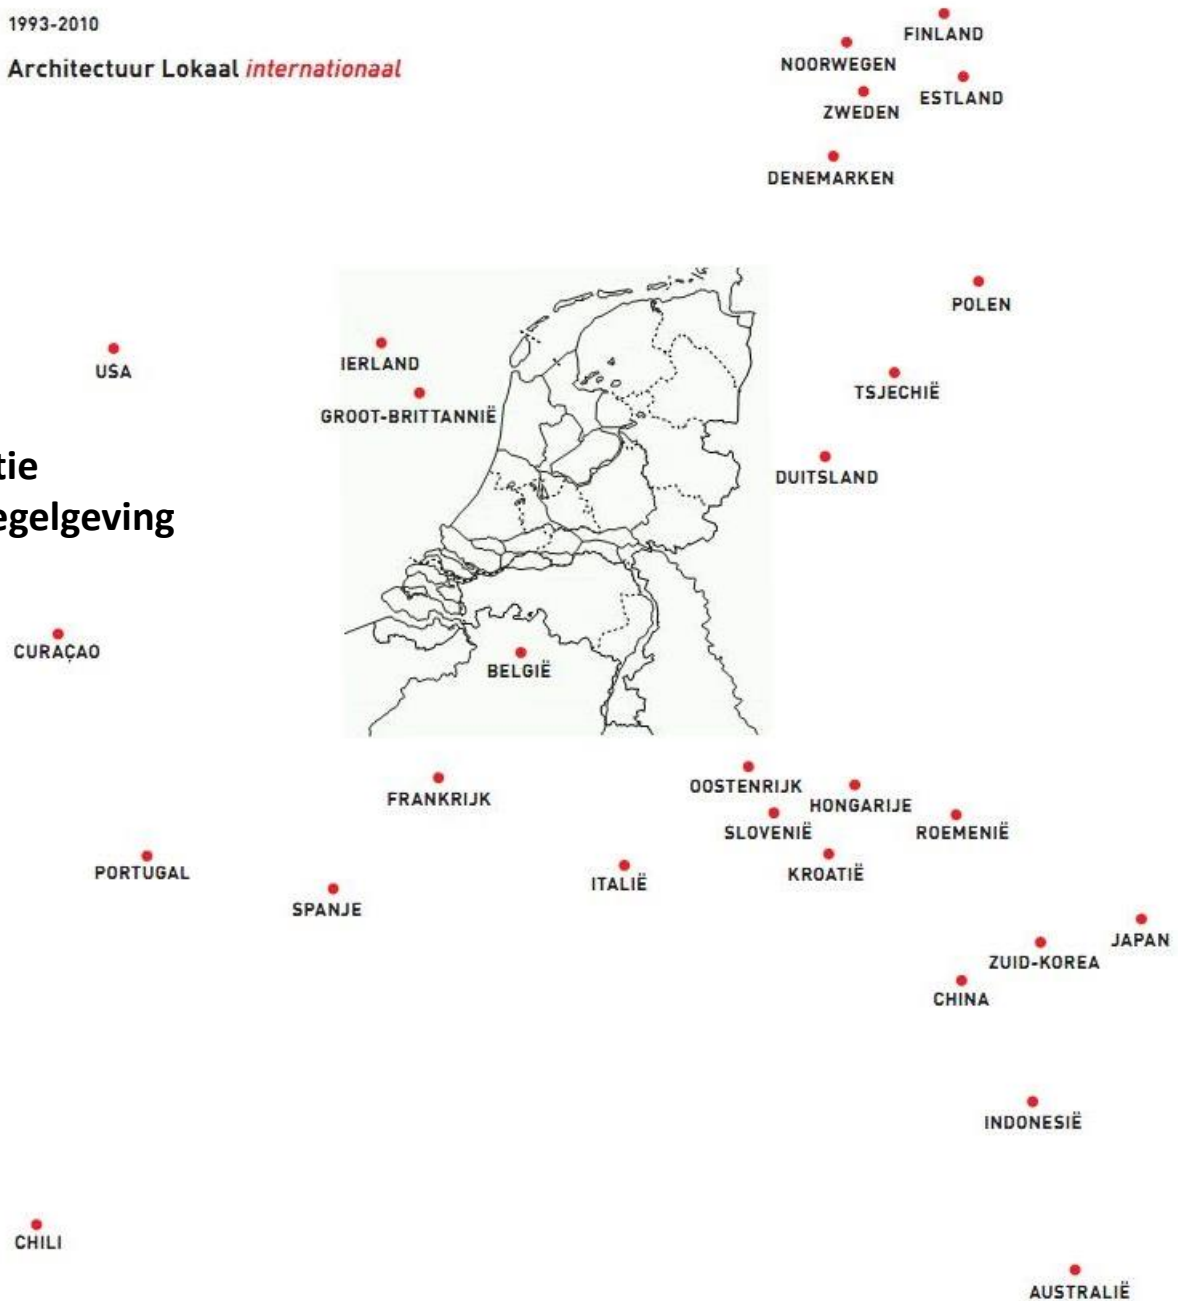 1993-2010
Architectuur Lokaal internationaal
FINLAND
NOORWEGEN
ESTLAND
ZWEDEN
DENEMARKEN
POLEN
USA
IERLAND
TSJECHIË
GROOT-BRITTANNIË
tie
DUITSLAND
egelgeving
CURAÇAO
BELGIË
OOSTENRIJK
FRANKRIJK
HONGARIJE
SLOVENIË
ROEMENIË
PORTUGAL
KROATIË
ITALIË
SPANJE
JAPAN
ZUID-KOREA
CHINA
INDONESIË
CHILI
AUSTRALIË